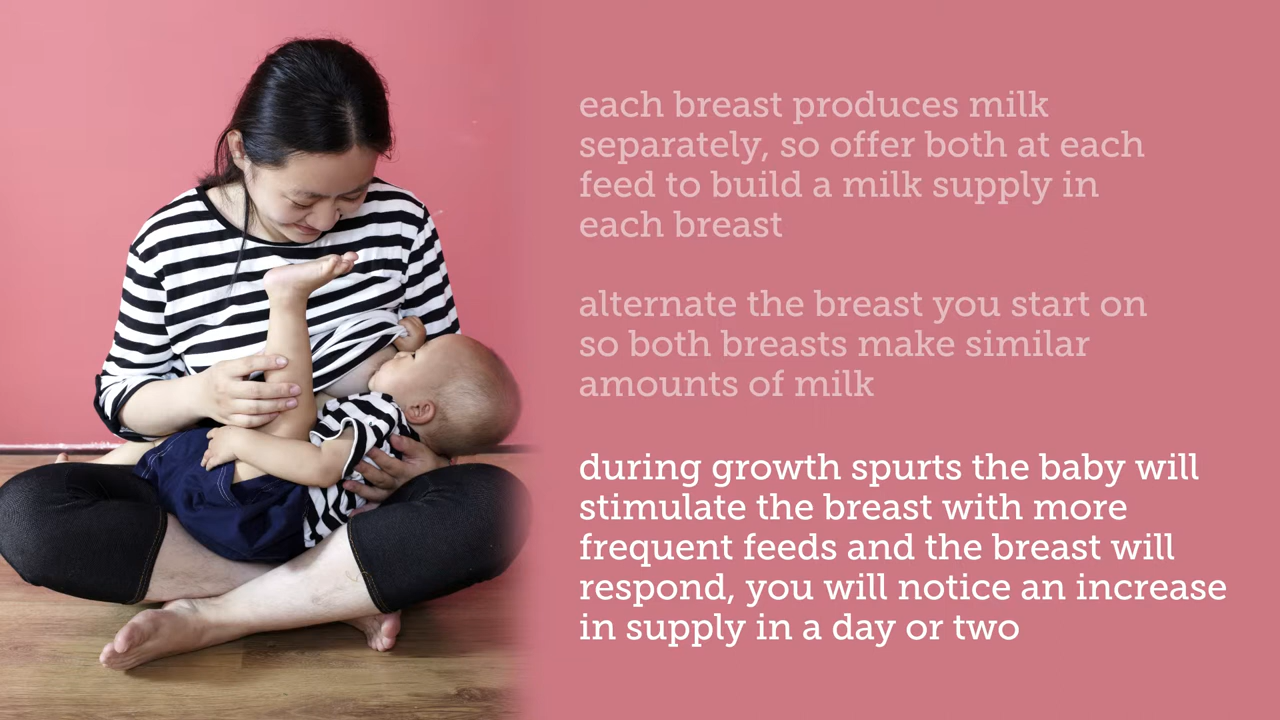 each breast produces milk
separately, so offer both at each
feed to build a milk supply in
each breast
alternate the breast you start on
so both breasts make similar
amounts of milk
during growth spurts the baby will
stimulate the breast with more
frequent feeds and the breast will
respond, you will notice an increase
in supply in a day or two